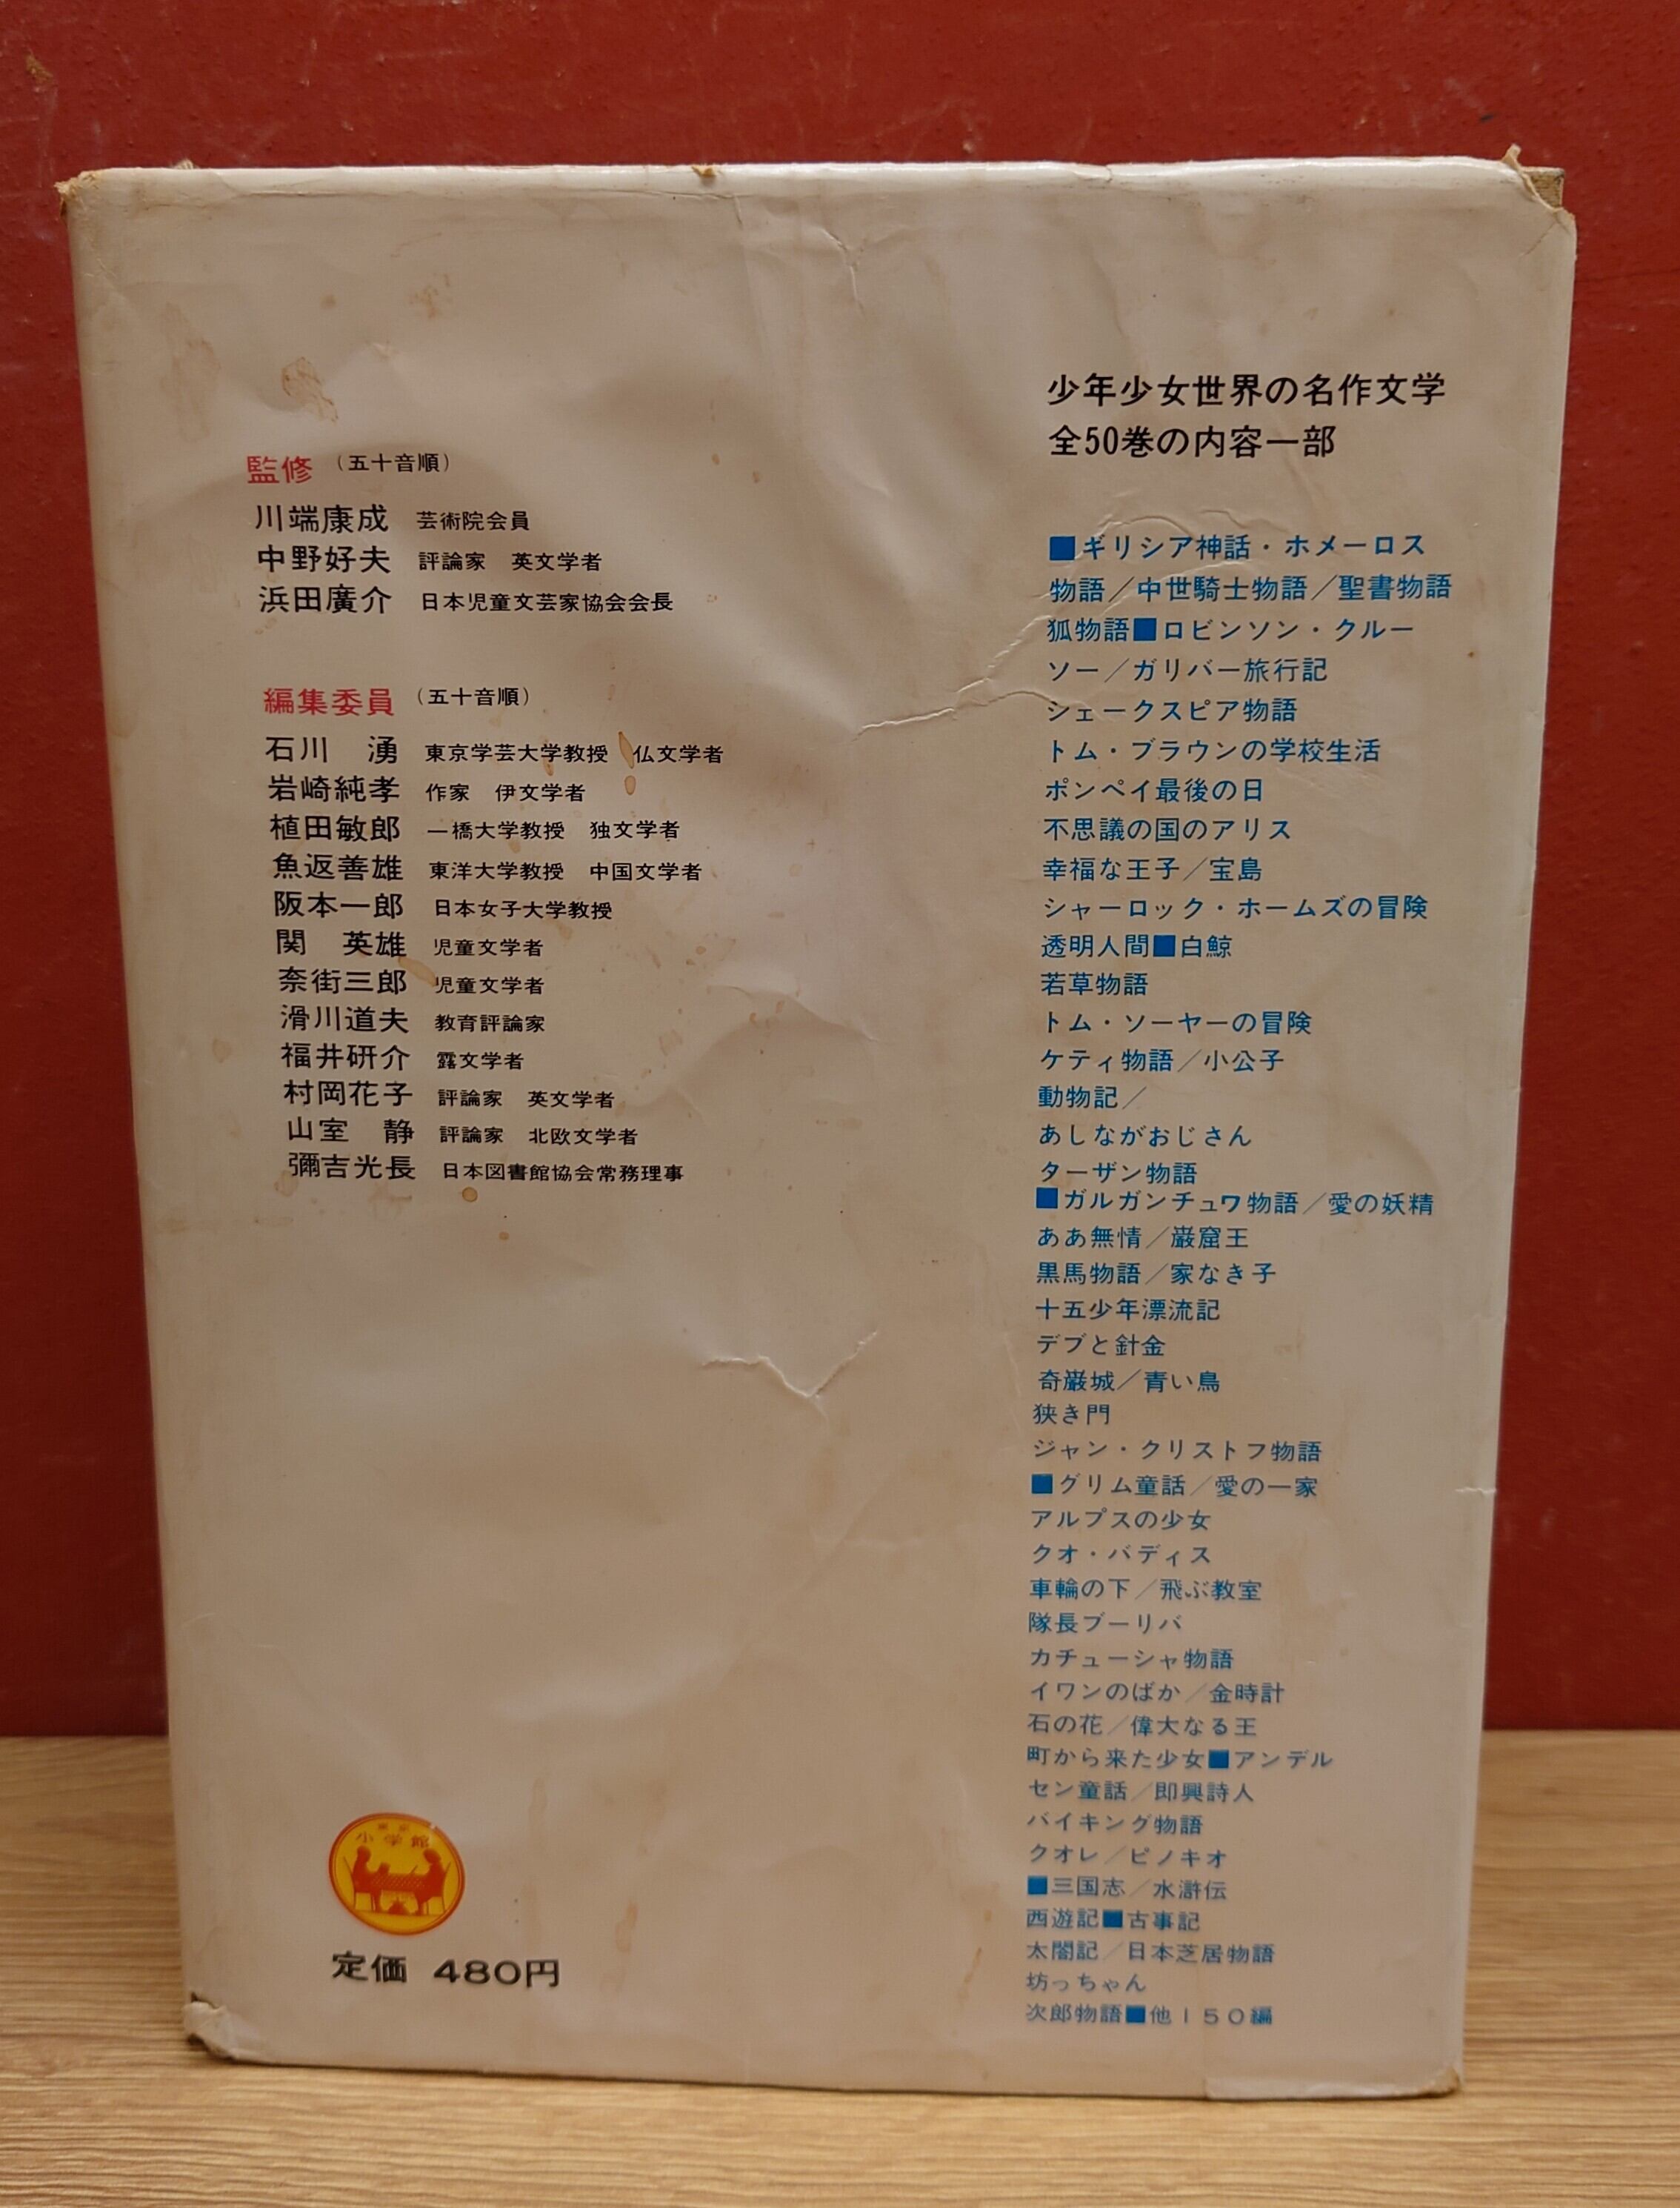 監修 (五十音順)
川端康成 芸術院会員
中野好夫 評論家 英文学者
浜田廣介 日本児童文芸家協会会長
編集委員 (五十音順)
石川 湧 東京学芸大学教授 仏文学者
岩崎純孝 作家 伊文学者
植田敏郎 一橋大学教授 独文学者
魚返善雄 東洋大学教授 中国文学者
阪本一郎 日本女子大学教授
関 英雄 児童文学者
奈街三郎 児童文学者
滑川道夫 教育評論家
福井研介 露文学者
村岡花子 評論家 英文学者
山室 静 評論家 北欧文学者
彌吉光長 日本図書館協会常務理事
東京
小学館
定価 480円
少年少女世界の名作文学
全50巻の内容一部
■ギリシア神話・ホメーロス
物語/中世騎士物語/聖書物語
狐物語■ロビンソン・クルー
ソー/ガリバー旅行記
シェークスピア物語
トム・ブラウンの学校生活
ポンペイ最後の日
不思議の国のアリス
幸福な王子/宝島
シャーロック・ホームズの冒険
透明人間■白鯨
若草物語
トム・ソーヤーの冒険
ケティ物語/小公子
動物記/
あしながおじさん
ターザン物語
■ガルガンチュワ物語/愛の妖精
ああ無情/巌窟王
黒馬物語/家なき子
十五少年漂流記
デブと針金
奇巌城/青い鳥
狭き門
ジャン・クリストフ物語
■グリム童話/愛の一家
アルプスの少女
クオ・バディス
車輪の下/飛ぶ教室
隊長ブーリバ
カチューシャ物語
イワンのばか/金時計
石の花/偉大なる王
町から来た少女■アンデル
セン童話/即興詩人
バイキング物語
クオレ/ピノキオ
■三国志/水滸伝
西遊記■古事記
太閤記/日本芝居物語
坊っちゃん
次郎物語■他150編